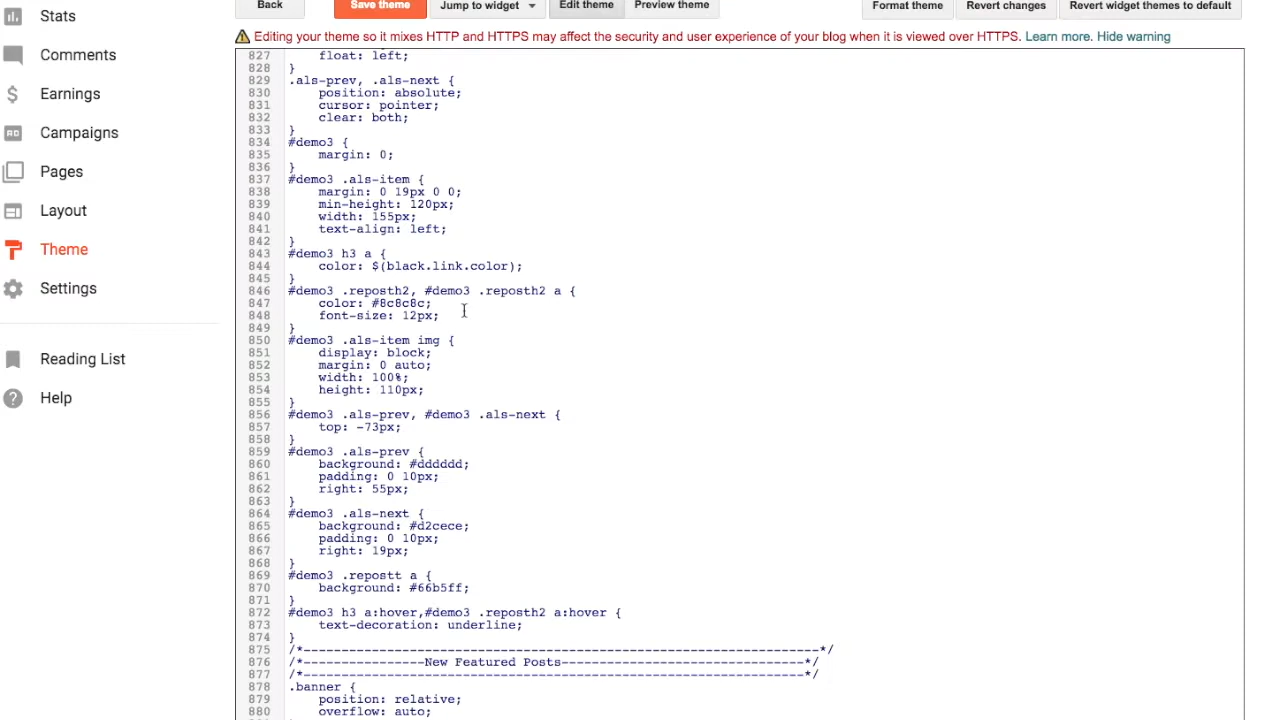 Stats
Comments
Earnings
Campaigns
Pages
Layout
Theme
Settings
Reading List
Help
Back
Save theme
Jump to widget
Edit theme
Preview theme
Format theme
Revert changes
Revert widget themes to default
Editing your theme so it mixes HTTP and HTTPS may affect the security and user experience of your blog when it is viewed over HTTPS. Learn more. Hide warning
827 float: left;
828 }
829 .als-prev, .als-next {
830 position: absolute;
831 cursor: pointer;
832 clear: both;
833 }
834 #demo3 {
835 margin: 0;
836 }
837 #demo3 .als-item {
838 margin: 0 19px 0 0;
839 min-height: 120px;
840 width: 155px;
841 text-align: left;
842 }
843 #demo3 h3 a {
844 color: $(black.link.color);
845 }
846 #demo3 .reposth2, #demo3 .reposth2 a {
847 color: #8c8c8c;
848 font-size: 12px;
849 }
850 #demo3 .als-item img {
851 display: block;
852 margin: 0 auto;
853 width: 100%;
854 height: 110px;
855 }
856 #demo3 .als-prev, #demo3 .als-next {
857 top: -73px;
858 }
859 #demo3 .als-prev {
860 background: #dddddd;
861 padding: 0 10px;
862 right: 55px;
863 }
864 #demo3 .als-next {
865 background: #d2cece;
866 padding: 0 10px;
867 right: 19px;
868 }
869 #demo3 .repostt a {
870 background: #66b5ff;
871 }
872 #demo3 h3 a:hover,#demo3 .reposth2 a:hover {
873 text-decoration: underline;
874 }
875 /*--------------------------------------------------------------------*/
876 /*----------------New Featured Posts--------------------------------*/
877 /*------------------------------------------------------------------*/
878 .banner {
879 position: relative;
880 overflow: auto;